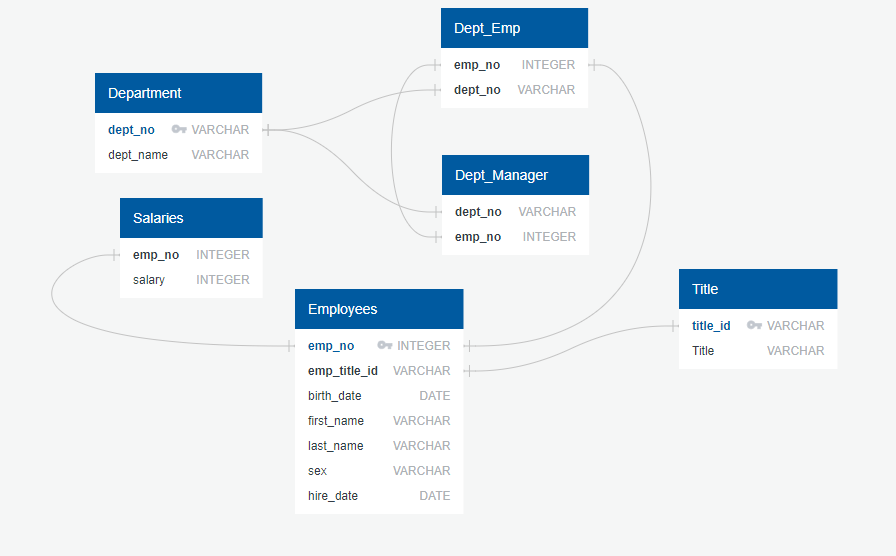 Dept_Emp
emp_no INTEGER
dept_no VARCHAR
Department
dept_no VARCHAR
dept_name VARCHAR
Dept_Manager
dept_no VARCHAR
emp_no INTEGER
Salaries
emp_no INTEGER
salary INTEGER
Employees
emp_no INTEGER
emp_title_id VARCHAR
birth_date DATE
first_name VARCHAR
last_name VARCHAR
sex VARCHAR
hire_date DATE
Title
title_id VARCHAR
Title VARCHAR